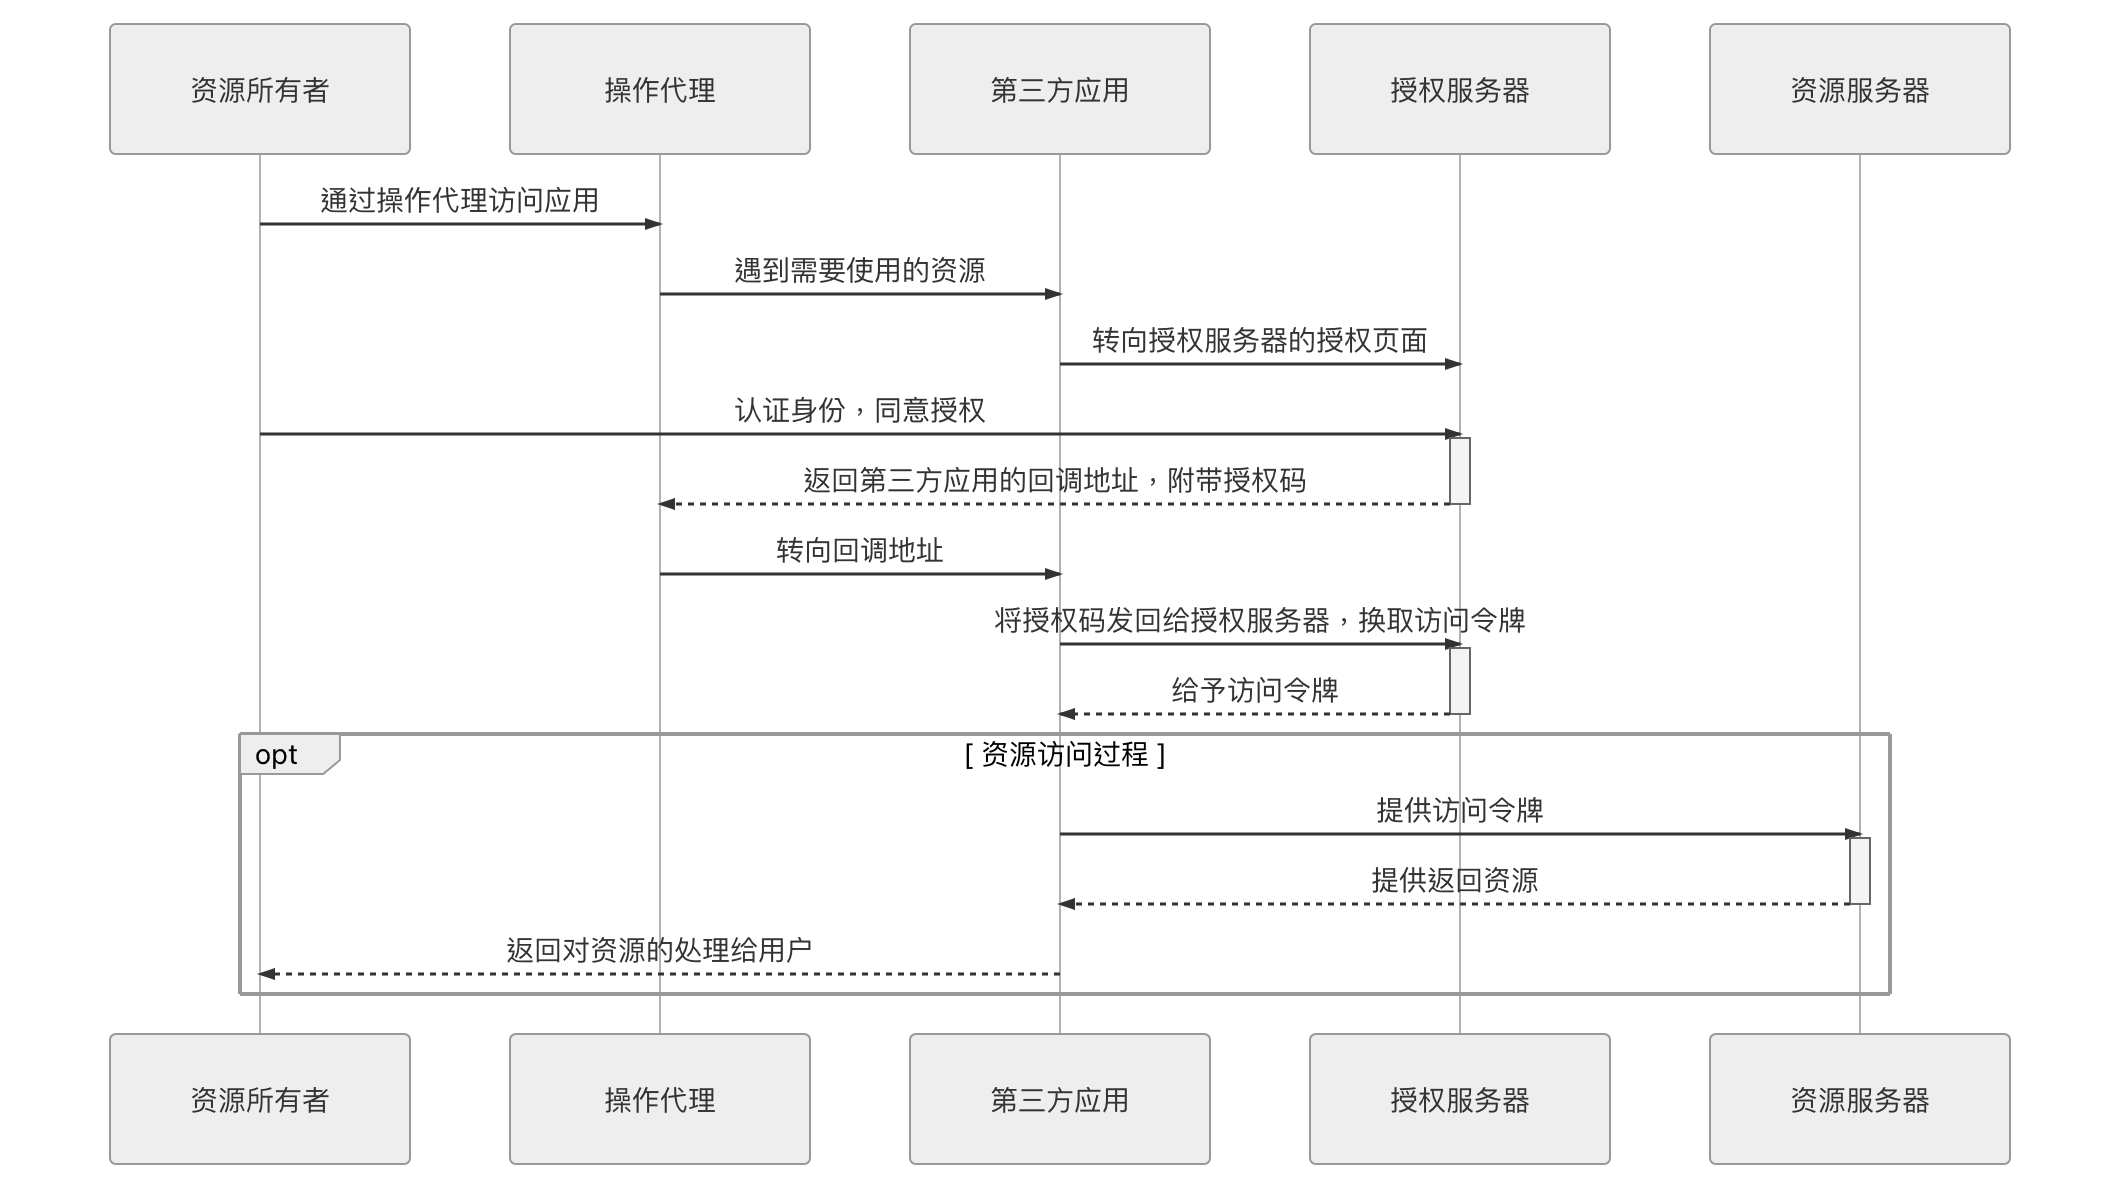 资源所有者
操作代理
第三方应用
授权服务器
资源服务器
通过操作代理访问应用
遇到需要使用的资源
转向授权服务器的授权页面
认证身份，同意授权
返回第三方应用的回调地址，附带授权码
转向回调地址
将授权码发回给授权服务器，换取访问令牌
给予访问令牌
opt
[ 资源访问过程 ]
提供访问令牌
提供返回资源
返回对资源的处理给用户
资源所有者
操作代理
第三方应用
授权服务器
资源服务器